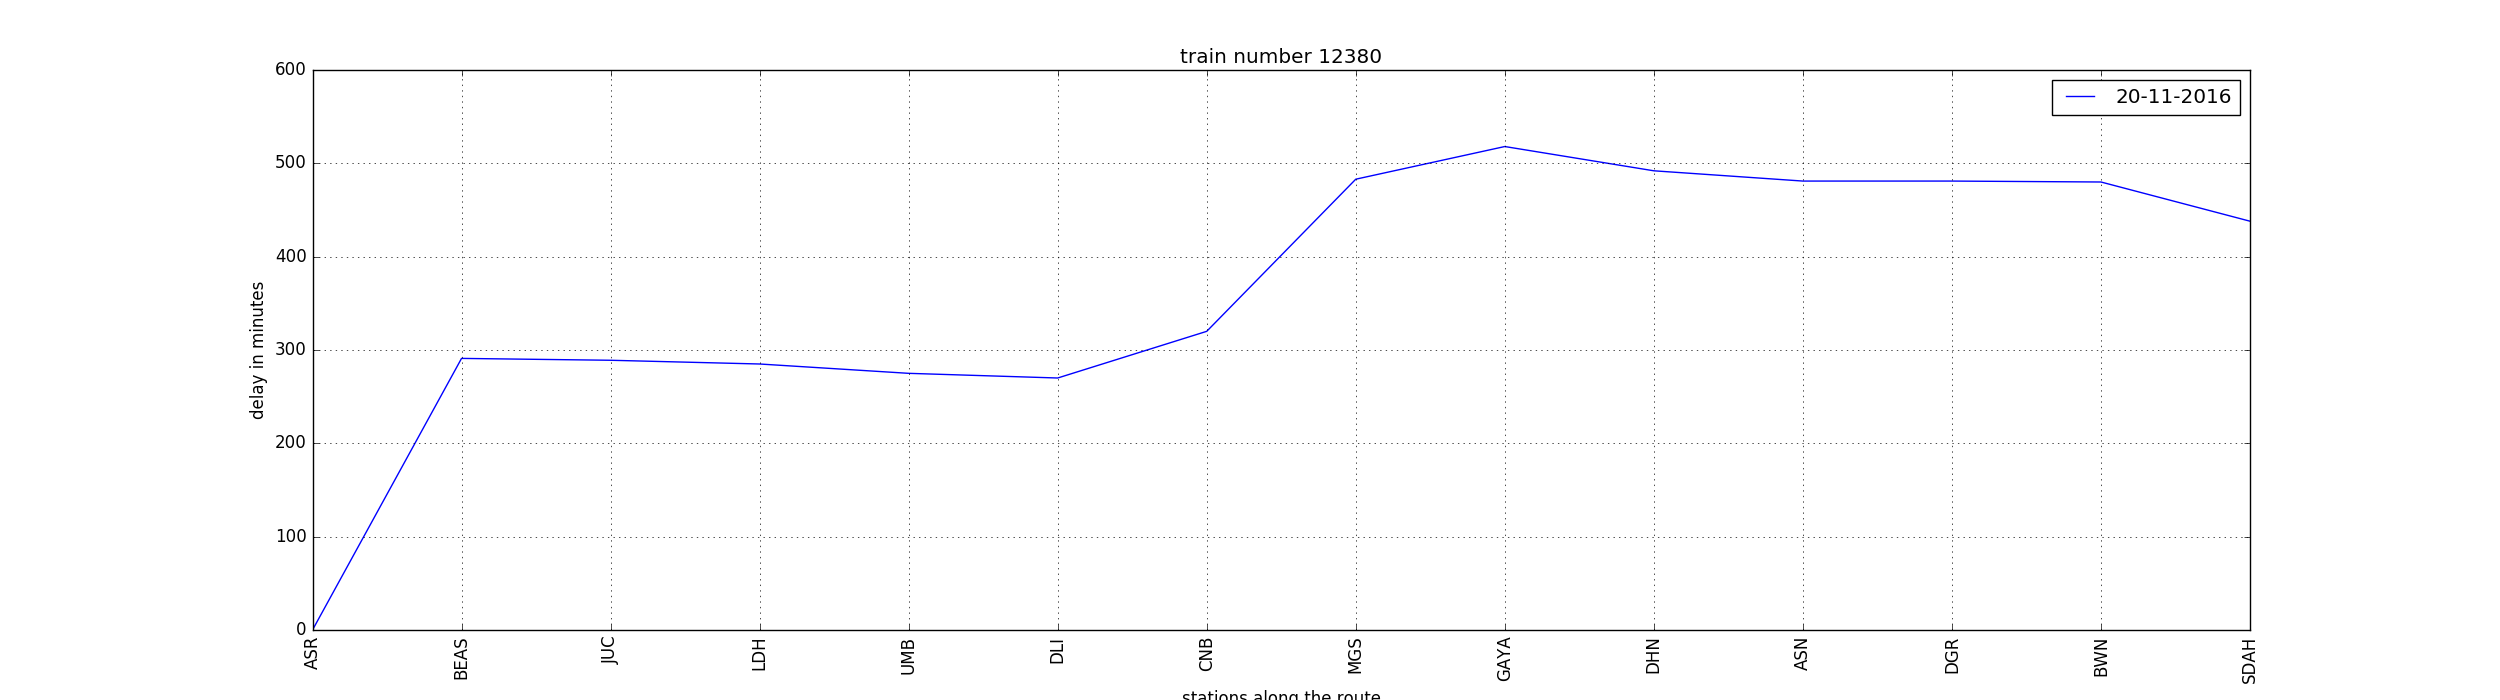 train number 12380
600
500
400
300
200
100
0
delay in minutes
20-11-2016
ASR
BEAS
JUC
LDH
UMB
DLI
CNB
MGS
GAYA
DHN
ASN
DGR
BWN
SDAH
stations along the route